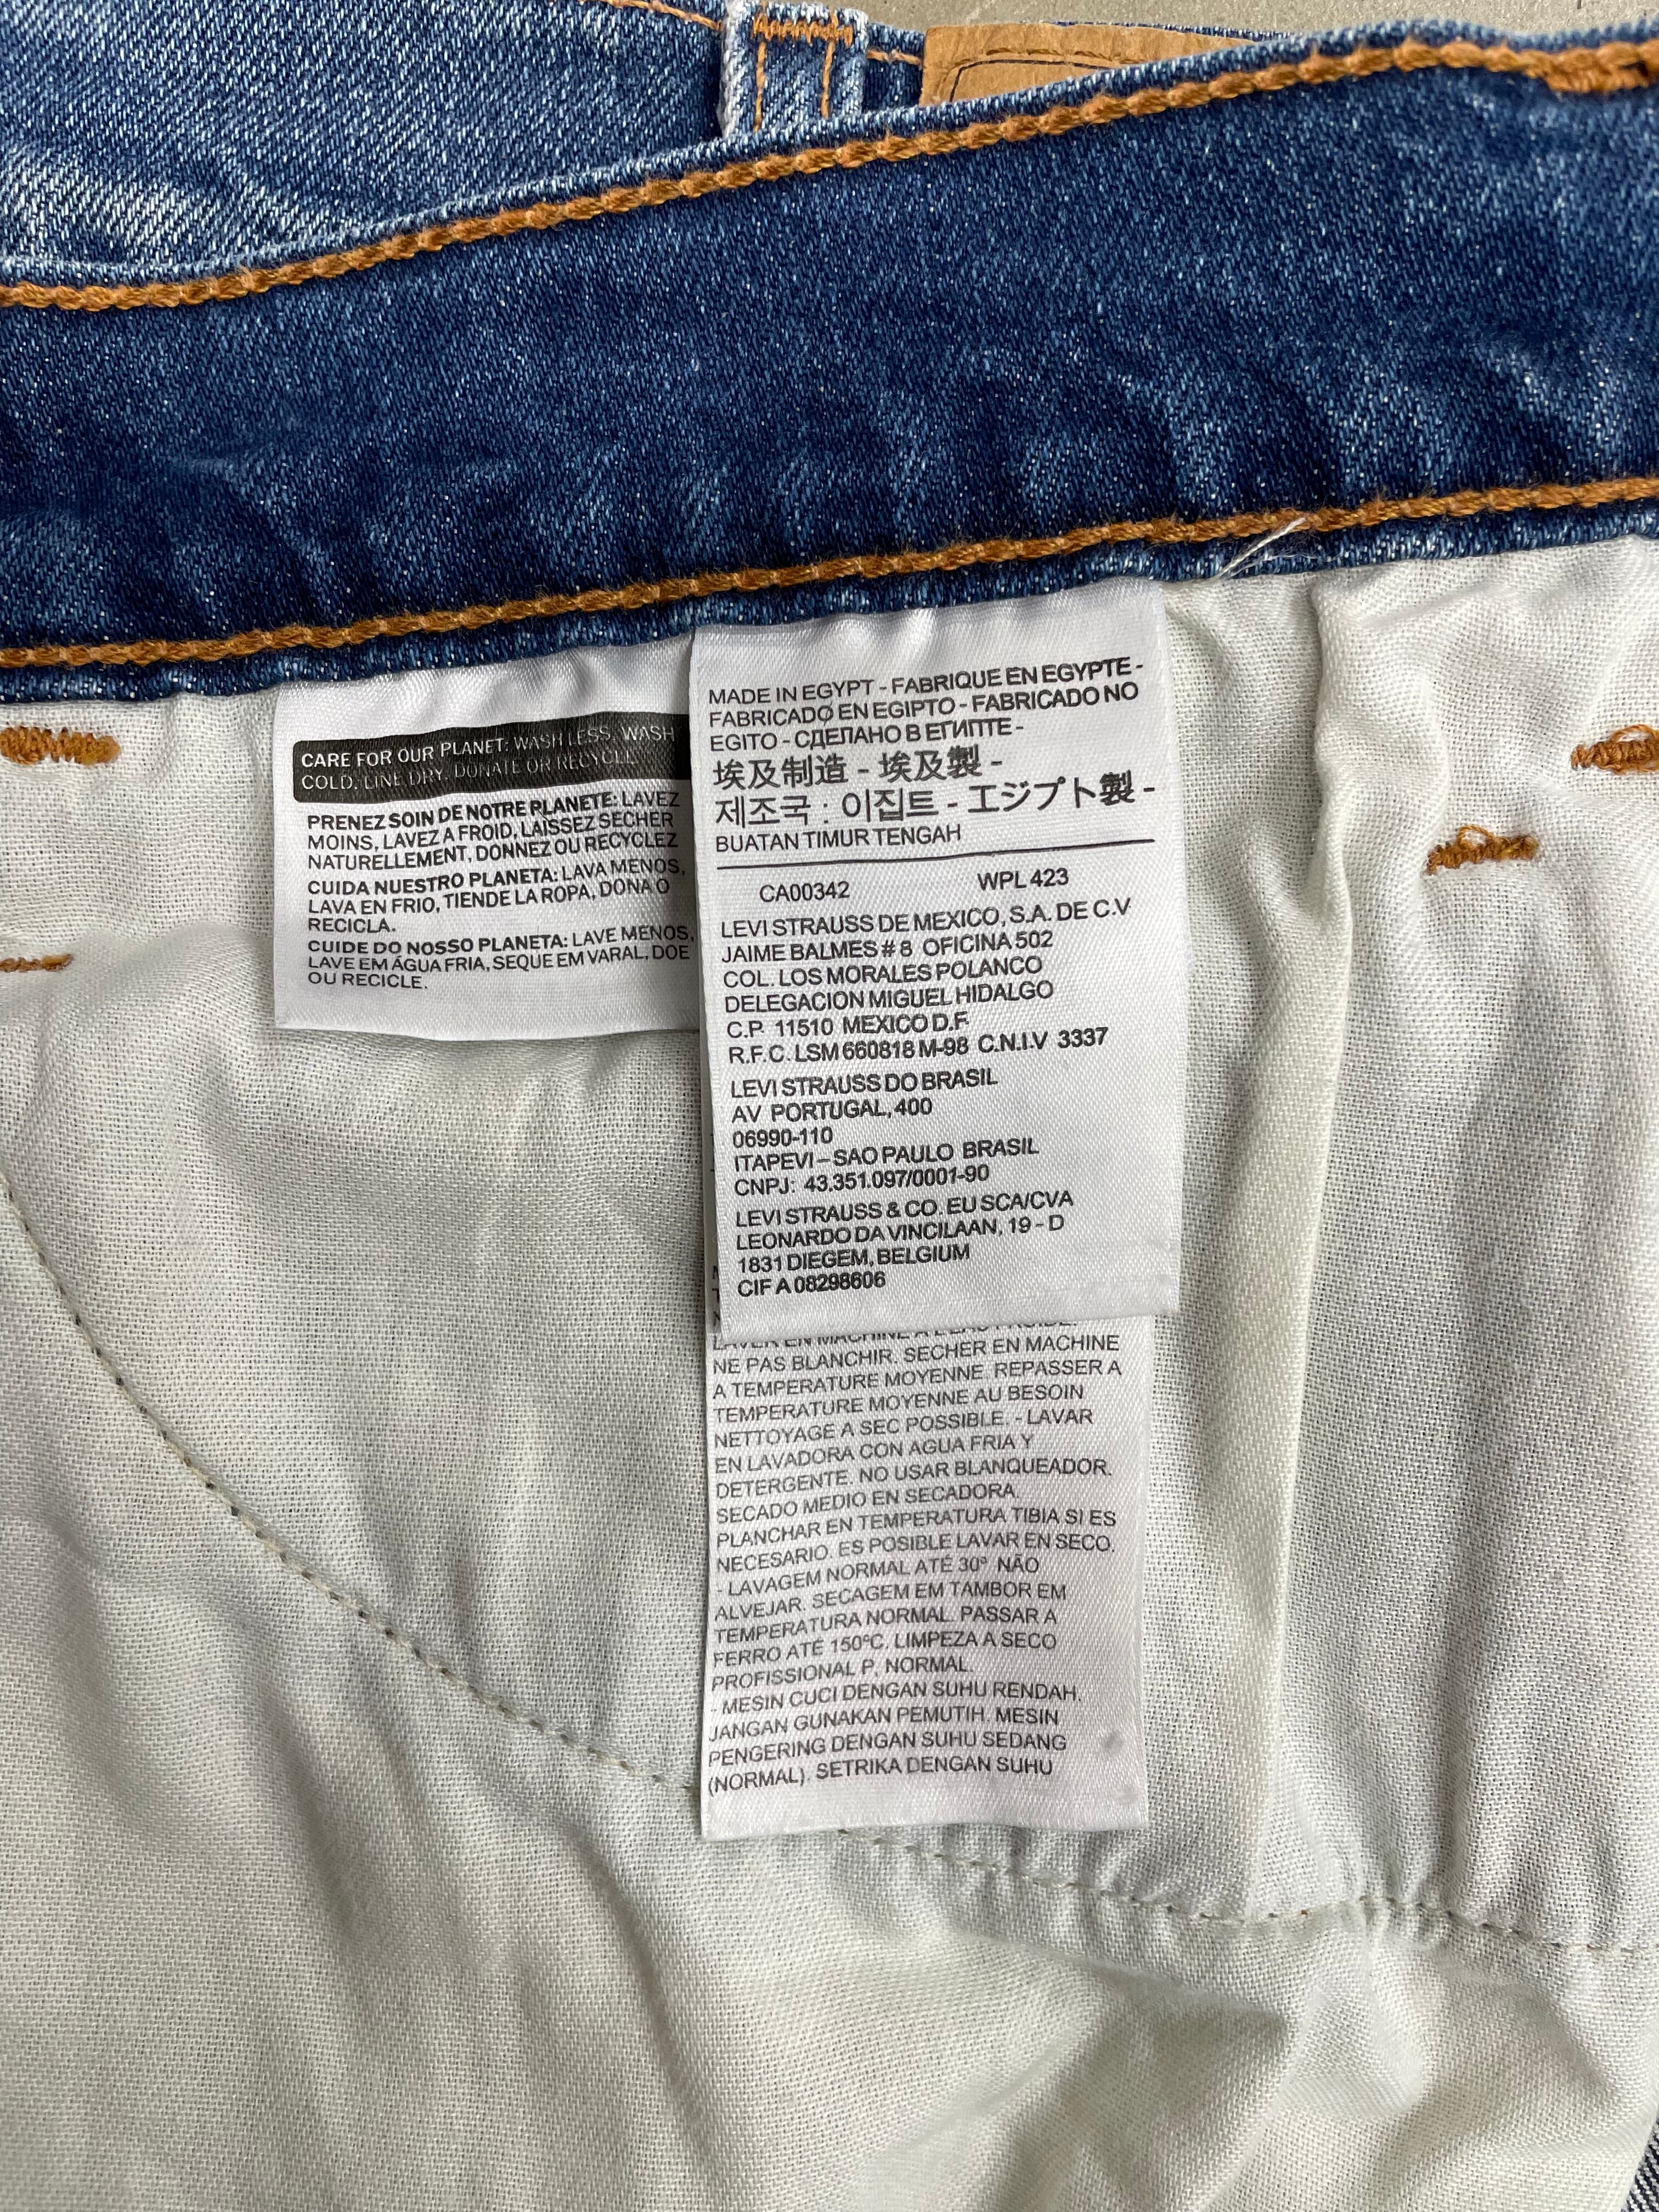 CARE FOR OUR PLANET: WASH LESS, WASH
COLD, LINE DRY, DONATE OR RECYCLE.
PRENEZ SOIN DE NOTRE PLANETE: LAVEZ
MOINS, LAVEZ A FROID, LAISSEZ SECHER
NATURELLEMENT, DONNEZ OU RECYCLEZ
CUIDA NUESTRO PLANETA: LAVA MENOS,
LAVA EN FRIO, TIENDE LA ROPA, DONA O
RECICLA.
CUIDE DO NOSSO PLANETA: LAVE MENOS,
LAVE EM ÁGUA FRIA, SEQUE EM VARAL, DOE
OU RECICLE.
MADE IN EGYPT - FABRIQUE EN EGYPTE -
FABRICADO EN EGIPTO - FABRICADO NO
EGITO - СДЕЛАНО В ЕГИПТЕ -
埃及制造 - 埃及製 -
제조국 : 이집트 - エジプト製 -
BUATAN TIMUR TENGAH
CA00342 WPL 423
LEVI STRAUSS DE MEXICO, S.A. DE C.V
JAIME BALMES # 8 OFICINA 502
COL. LOS MORALES POLANCO
DELEGACION MIGUEL HIDALGO
C.P. 11510 MEXICO D.F.
R.F.C. LSM 660818 M-98 C.N.I.V 3337
LEVI STRAUSS DO BRASIL
AV PORTUGAL, 400
06990-110
ITAPEVI – SAO PAULO BRASIL
CNPJ: 43.351.097/0001-90
LEVI STRAUSS & CO. EU SCA/CVA
LEONARDO DA VINCILAAN, 19 - D
1831 DIEGEM, BELGIUM
CIF A 08298606
LAVER EN MACHINE A L'EAU FROIDE.
NE PAS BLANCHIR. SECHER EN MACHINE
A TEMPERATURE MOYENNE. REPASSER A
TEMPERATURE MOYENNE AU BESOIN
NETTOYAGE A SEC POSSIBLE. - LAVAR
EN LAVADORA CON AGUA FRIA Y
DETERGENTE. NO USAR BLANQUEADOR.
SECADO MEDIO EN SECADORA.
PLANCHAR EN TEMPERATURA TIBIA SI ES
NECESARIO. ES POSIBLE LAVAR EN SECO.
- LAVAGEM NORMAL ATÉ 30º NÃO
ALVEJAR. SECAGEM EM TAMBOR EM
TEMPERATURA NORMAL. PASSAR A
FERRO ATÉ 150ºC. LIMPEZA A SECO
PROFISSIONAL P, NORMAL.
- MESIN CUCI DENGAN SUHU RENDAH.
JANGAN GUNAKAN PEMUTIH. MESIN
PENGERING DENGAN SUHU SEDANG
(NORMAL). SETRIKA DENGAN SUHU